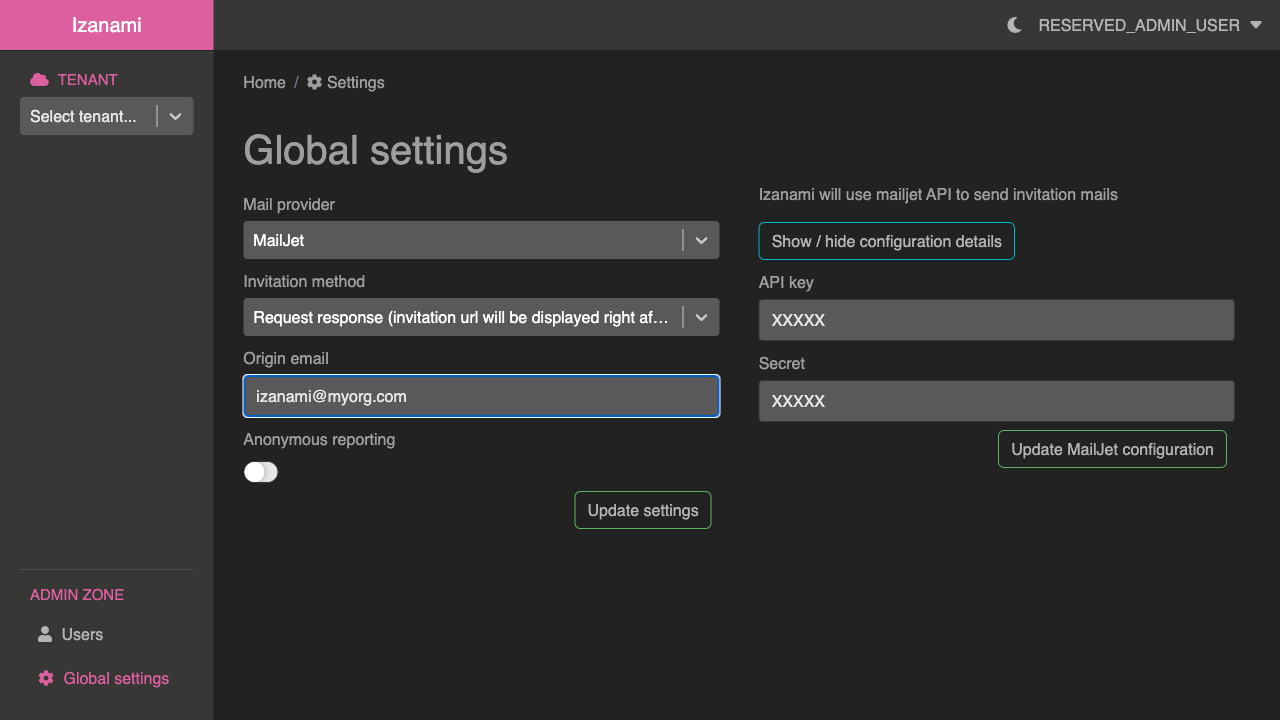 Izanami
RESERVED_ADMIN_USER
TENANT
Select tenant...
Home / Settings
Global settings
Mail provider
MailJet
Invitation method
Request response (invitation url will be displayed right af…
Origin email
izanami@myorg.com
Anonymous reporting
Update settings
Izanami will use mailjet API to send invitation mails
Show / hide configuration details
API key
XXXXX
Secret
XXXXX
Update MailJet configuration
ADMIN ZONE
Users
Global settings